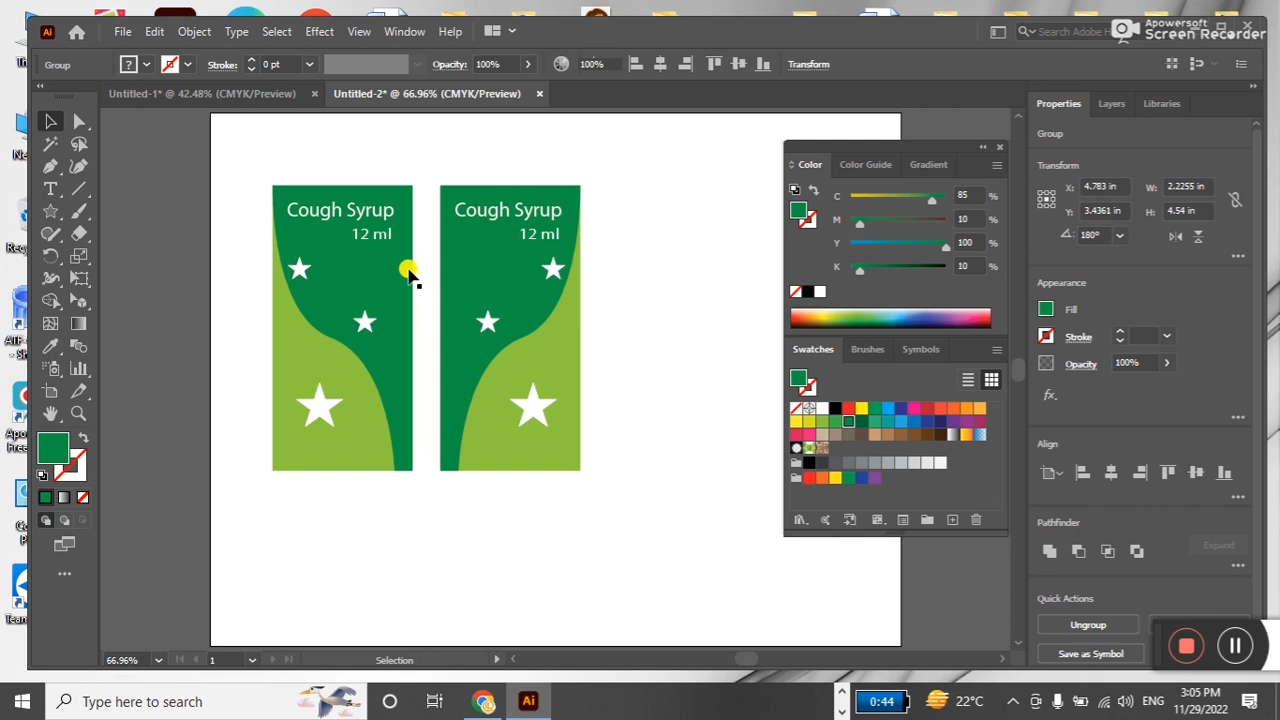 Apowersoft
Screen Recorder
File Edit Object Type Select Effect View Window Help
Search Adobe
Group
Stroke: 0 pt Opacity: 100% 100% Transform
Untitled-1* @ 42.48% (CMYK/Preview) Untitled-2* @ 66.96% (CMYK/Preview)
Properties Layers Libraries
Group
Transform
X: 4.783 in W: 2.2255 in
Y: 3.4361 in H: 4.54 in
180°
Appearance
Fill
Stroke
Opacity 100%
fx.
Align
Pathfinder
Expand
Quick Actions
Ungroup
Save as Symbol
Color Color Guide Gradient
C 85 %
M 10 %
Y 100 %
K 10 %
Swatches Brushes Symbols
Cough Syrup
12 ml
Cough Syrup
12 ml
66.96% 1 Selection
Type here to search
Ai
0:44
22°C
ENG
3:05 PM
11/29/2022